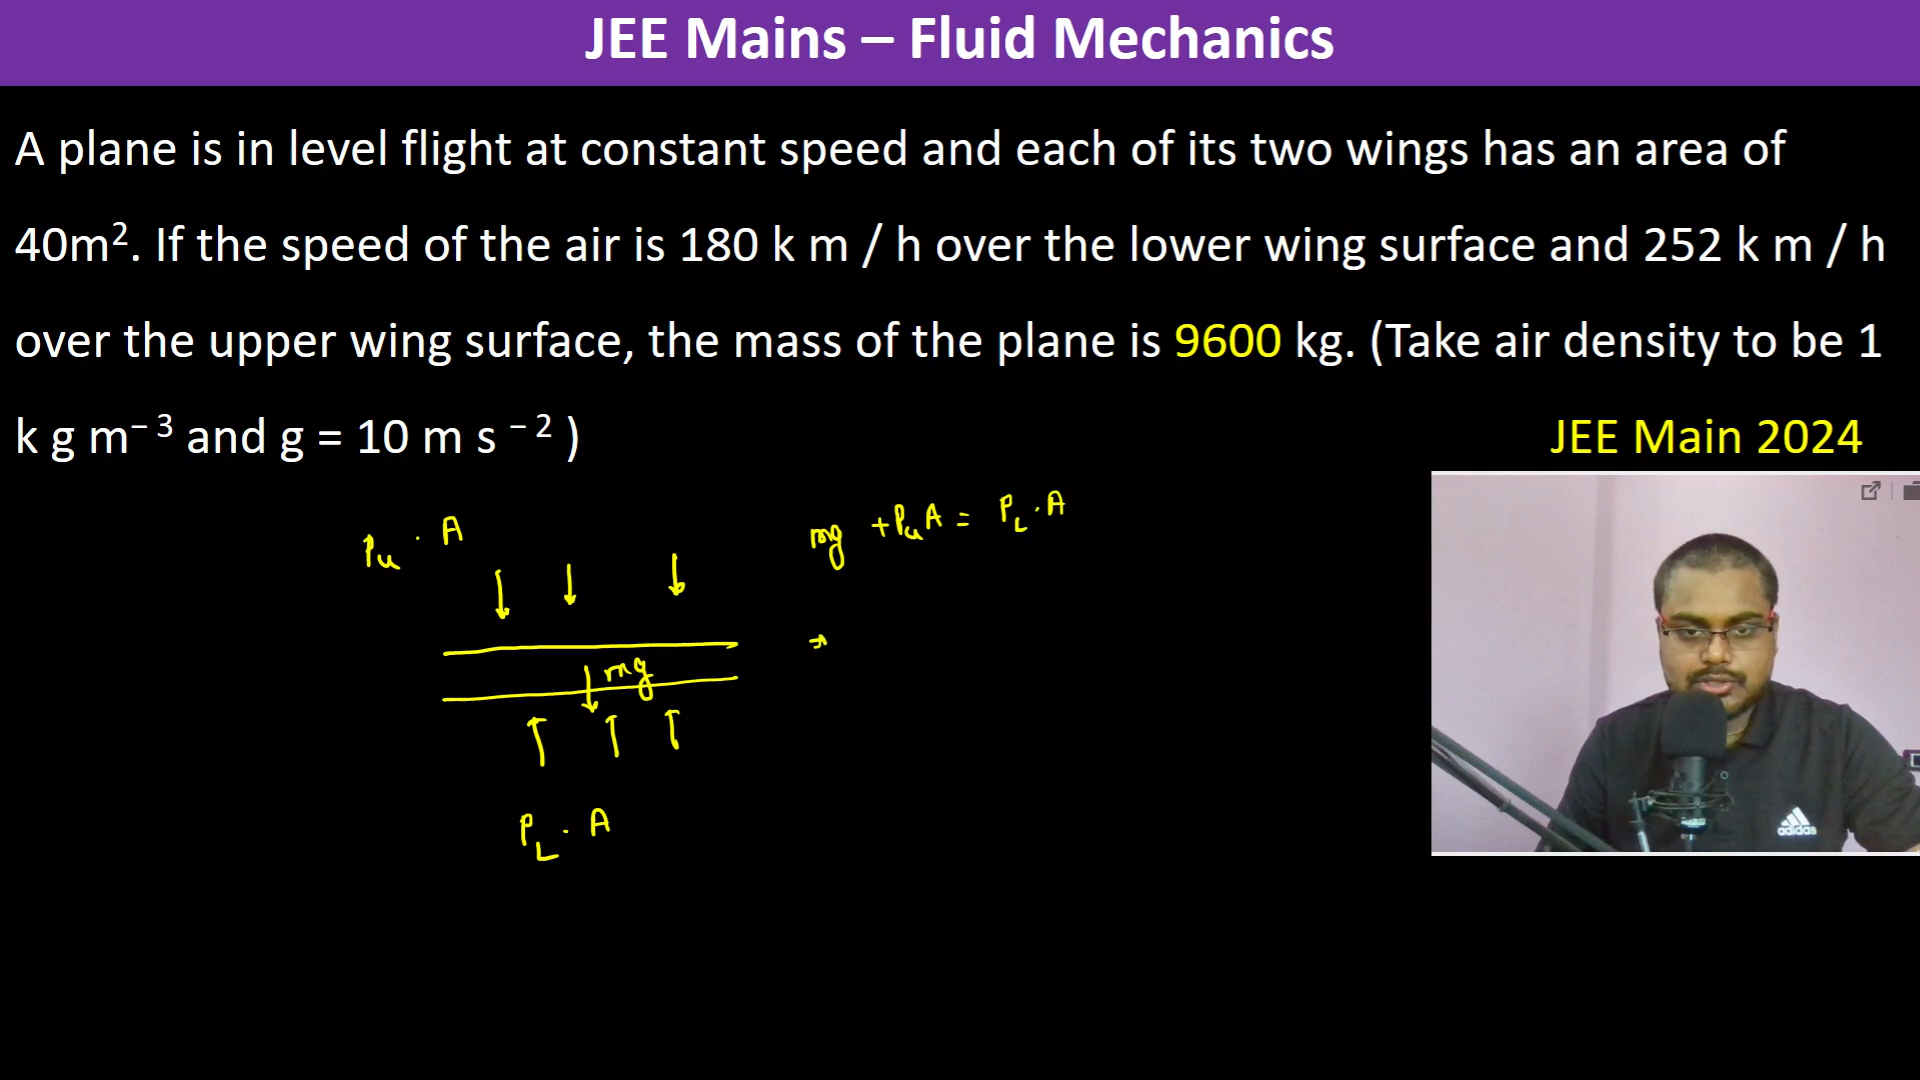 JEE Mains – Fluid Mechanics
A plane is in level flight at constant speed and each of its two wings has an area of
40m². If the speed of the air is 180 k m / h over the lower wing surface and 252 k m / h
over the upper wing surface, the mass of the plane is 9600 kg. (Take air density to be 1
k g m⁻ ³ and g = 10 m s ⁻ ² )
JEE Main 2024
Pu · A
mg + Pu A = PL · A
mg
PL · A
adidas